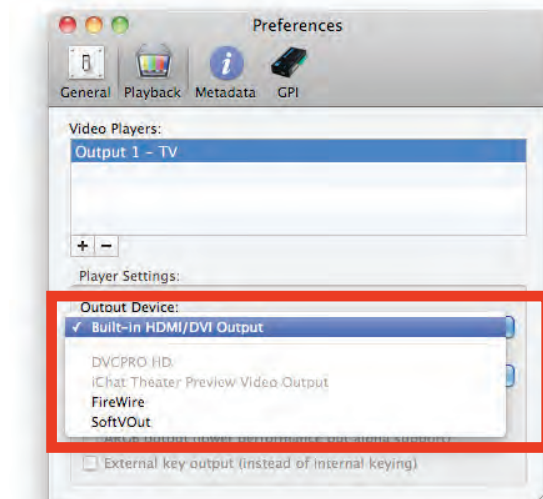 Preferences
General Playback Metadata GPI
Video Players:
Output 1 - TV
+ -
Player Settings:
Output Device:
✓ Built-in HDMI/DVI Output
DVCPRO HD
iChat Theater Preview Video Output
FireWire
SoftVOut
External key output (instead of internal keying)